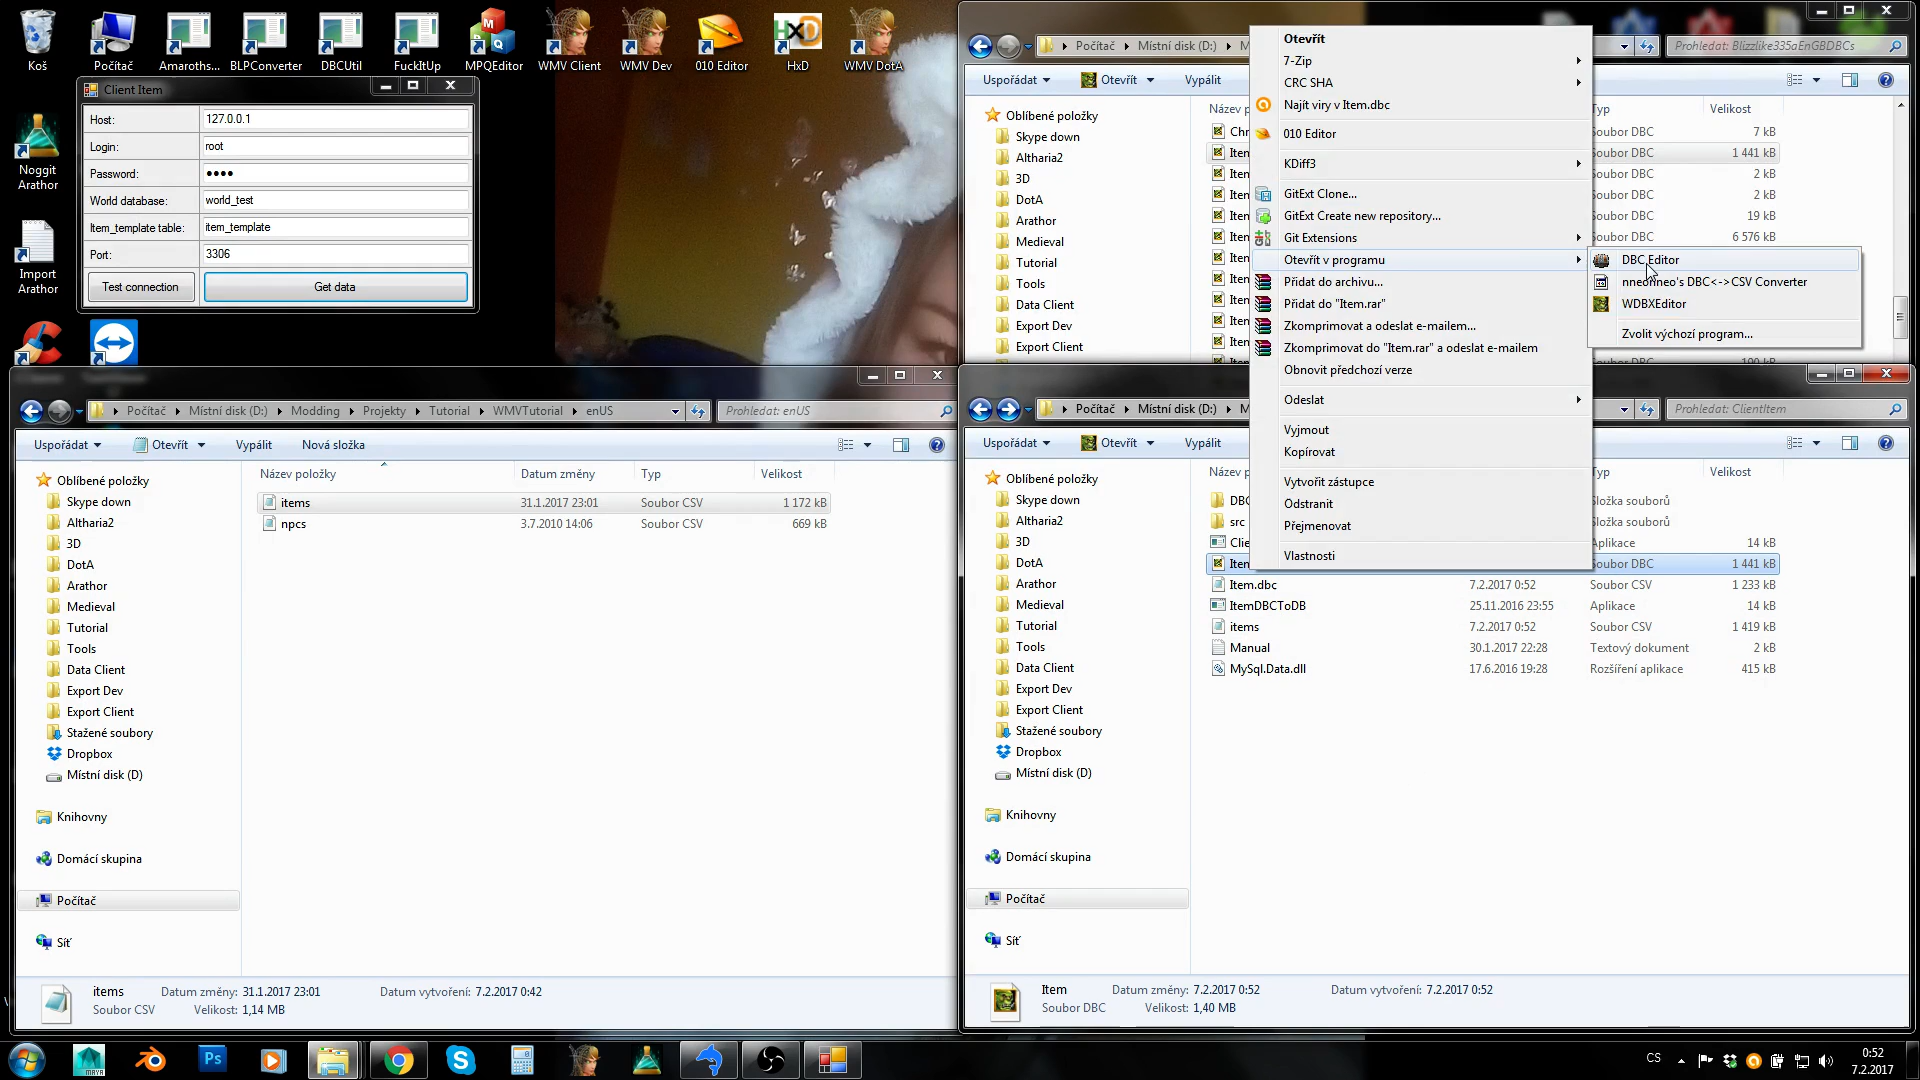 Koš
Počítač
Amaroths...
BLPConverter
DBCUtil
FuckItUp
MPQEditor
WMV Client
WMV Dev
010 Editor
HxD
WMV DotA
Noggit
Arathor
Import
Arathor
Client Item
Host:
127.0.0.1
Login:
root
Password:
••••
World database:
world_test
Item_template table:
item_template
Port:
3306
Test connection
Get data
Počítač
Místní disk (D:)
Prohledat: Blizzlike335aEnGBDBCs
Uspořádat
Otevřít
Vypálit
Oblíbené položky
Skype down
Altharia2
3D
DotA
Arathor
Medieval
Tutorial
Tools
Data Client
Export Dev
Export Client
Velikost
Soubor DBC
7 kB
1 441 kB
Soubor DBC
2 kB
Soubor DBC
2 kB
Soubor DBC
19 kB
Soubor DBC
6 576 kB
Otevřít
7-Zip
CRC SHA
Najít viry v Item.dbc
010 Editor
KDiff3
GitExt Clone...
GitExt Create new repository...
Git Extensions
Otevřít v programu
Přidat do archivu...
Přidat do "Item.rar"
Zkomprimovat a odeslat e-mailem...
Zkomprimovat do "Item.rar" a odeslat e-mailem
Obnovit předchozí verze
Odeslat
Vyjmout
Kopírovat
Vytvořit zástupce
Odstranit
Přejmenovat
Vlastnosti
DBC Editor
nneonneo's DBC<->CSV Converter
WDBXEditor
Zvolit výchozí program...
Počítač
Místní disk (D:)
Modding
Projekty
Tutorial
WMVTutorial
enUS
Prohledat: enUS
Uspořádat
Otevřít
Vypálit
Nová složka
Oblíbené položky
Skype down
Altharia2
3D
DotA
Arathor
Medieval
Tutorial
Tools
Data Client
Export Dev
Export Client
Stažené soubory
Dropbox
Místní disk (D)
Knihovny
Domácí skupina
Počítač
Síť
Název položky
Datum změny
Typ
Velikost
items
31.1.2017 23:01
Soubor CSV
1 172 kB
npcs
3.7.2010 14:06
Soubor CSV
669 kB
items
Datum změny: 31.1.2017 23:01
Datum vytvoření: 7.2.2017 0:42
Soubor CSV
Velikost: 1,14 MB
Počítač
Místní disk (D:)
Prohledat: ClientItem
Uspořádat
Otevřít
Vypálit
Oblíbené položky
Skype down
Altharia2
3D
DotA
Arathor
Medieval
Tutorial
Tools
Data Client
Export Dev
Export Client
Stažené soubory
Dropbox
Místní disk (D)
Knihovny
Domácí skupina
Počítač
Síť
Velikost
src
14 kB
1 441 kB
Item.dbc
7.2.2017 0:52
Soubor CSV
1 233 kB
ItemDBCToDB
25.11.2016 23:55
Aplikace
14 kB
items
7.2.2017 0:52
Soubor CSV
1 419 kB
Manual
30.1.2017 22:28
Textový dokument
2 kB
MySql.Data.dll
17.6.2016 19:28
Rozšíření aplikace
415 kB
Item
Datum změny: 7.2.2017 0:52
Datum vytvoření: 7.2.2017 0:52
Soubor DBC
Velikost: 1,40 MB
CS
0:52
7.2.2017